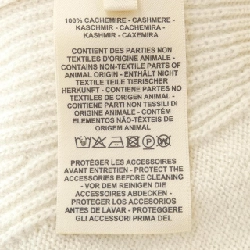 100% CACHEMIRE - CASHMERE -
KASCHMIR - CACHEMIRA -
KAŠMIR - CAXEMIRA
CONTIENT DES PARTIES NON
TEXTILES D'ORIGINE ANIMALE -
CONTAINS NON-TEXTILE PARTS OF
ANIMAL ORIGIN - ENTHÄLT NICHT
TEXTILE TEILE TIERISCHER
HERKUNFT - CONTIENE PARTES NO
TEXTILES DE ORIGEN ANIMAL -
CONTIENE PARTI NON TESSILI DI
ORIGINE ANIMALE - CONTÉM
ELEMENTOS NÃO-TÊXTEIS DE
ORIGEM ANIMAL
PROTÉGER LES ACCESSOIRES
AVANT ENTRETIEN - PROTECT THE
ACCESSORIES BEFORE CLEANING -
VOR DEM REINIGEN DIE
ACCESSOIRES ABDECKEN -
PROTEGER LOS ACCESORIOS
ANTES DE LAVAR - PROTEGGERE
GLI ACCESSORI PRIMA DEL